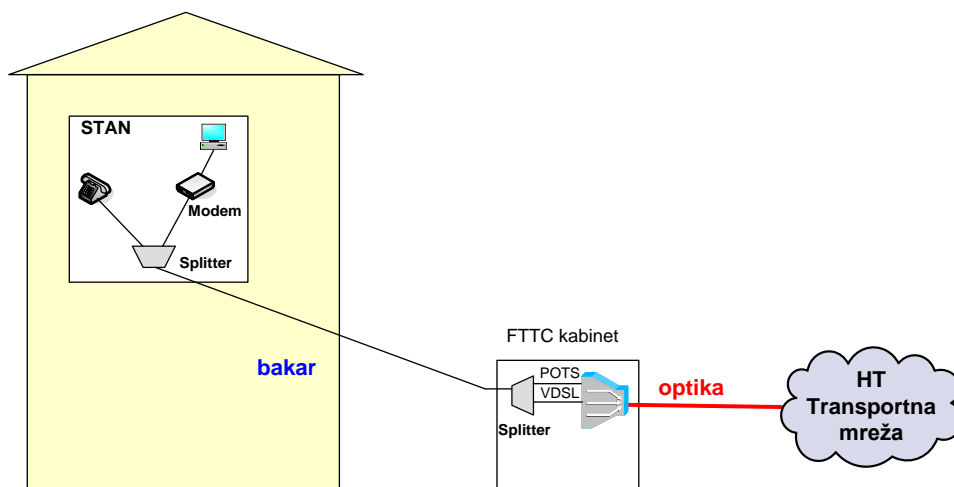 STAN
Modem
Splitter
bakar
FTTC kabinet
POTS
VDSL
Splitter
optika
HT
Transportna
mreža